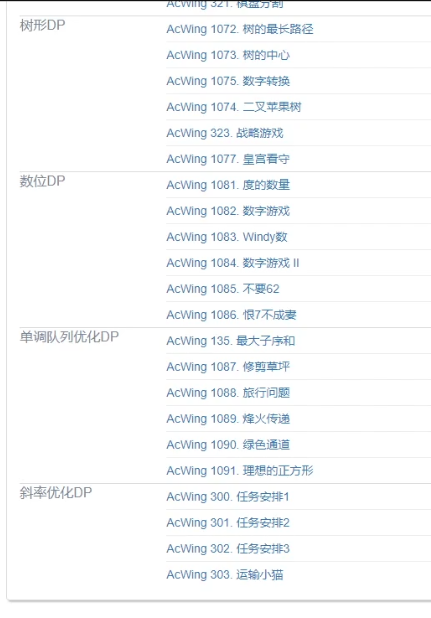 AcWing 321. 棋盘分割
树形DP
AcWing 1072. 树的最长路径
AcWing 1073. 树的中心
AcWing 1075. 数字转换
AcWing 1074. 二叉苹果树
AcWing 323. 战略游戏
AcWing 1077. 皇宫看守
数位DP
AcWing 1081. 度的数量
AcWing 1082. 数字游戏
AcWing 1083. Windy数
AcWing 1084. 数字游戏 II
AcWing 1085. 不要62
AcWing 1086. 恨7不成妻
单调队列优化DP
AcWing 135. 最大子序和
AcWing 1087. 修剪草坪
AcWing 1088. 旅行问题
AcWing 1089. 烽火传递
AcWing 1090. 绿色通道
AcWing 1091. 理想的正方形
斜率优化DP
AcWing 300. 任务安排1
AcWing 301. 任务安排2
AcWing 302. 任务安排3
AcWing 303. 运输小猫